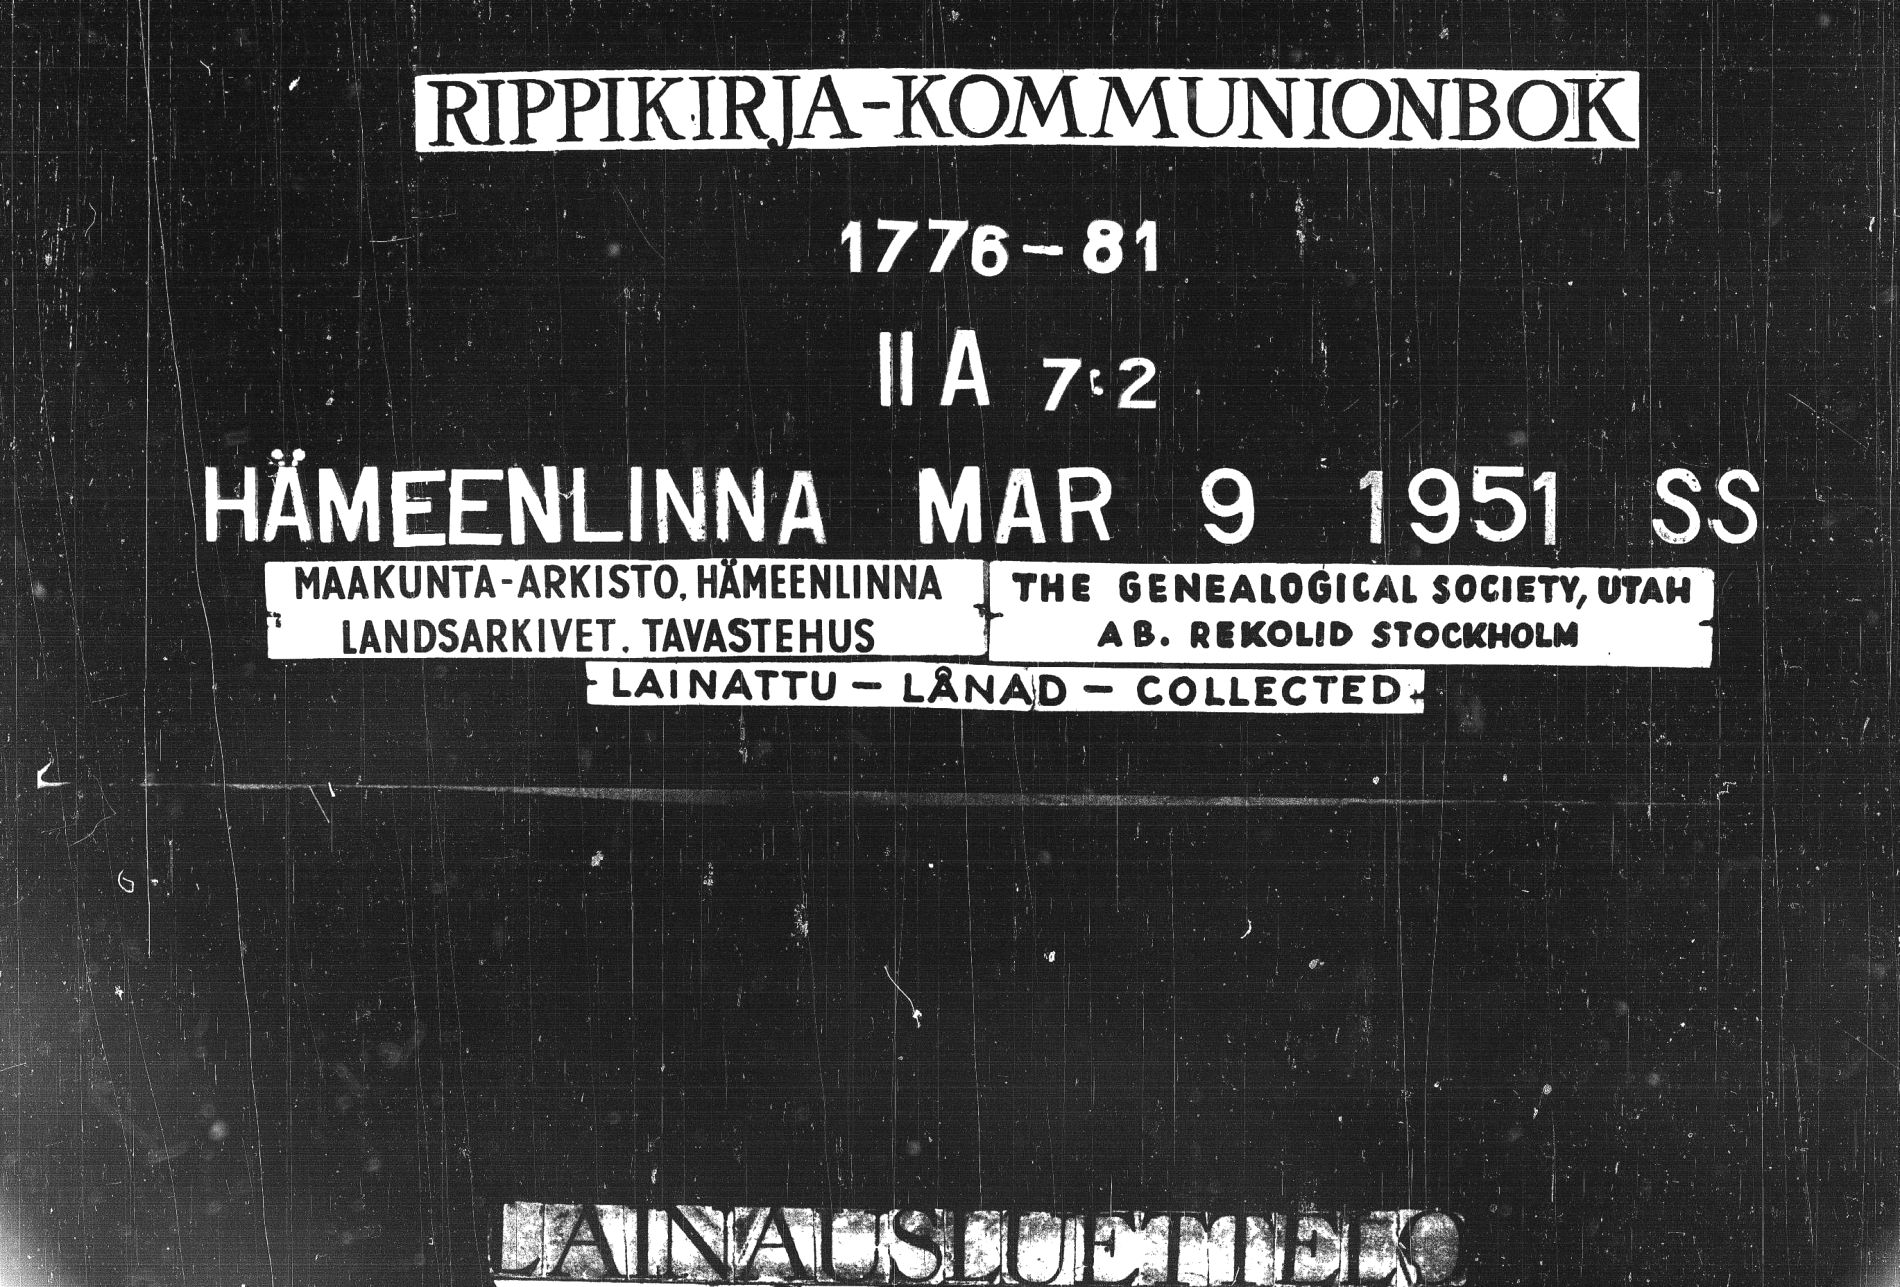 RIPPIKIRJA-KOMMUNIONBOK
1776-81
II A 7:2
HÄMEENLINNA MAR 9 1951 SS
MAAKUNTA-ARKISTO, HÄMEENLINNA
LANDSARKIVET. TAVASTEHUS
THE GENEALOGICAL SOCIETY, UTAH
AB. REKOLID STOCKHOLM
LAINATTU - LÅNAD - COLLECTED
LAINAUSLUETTELO